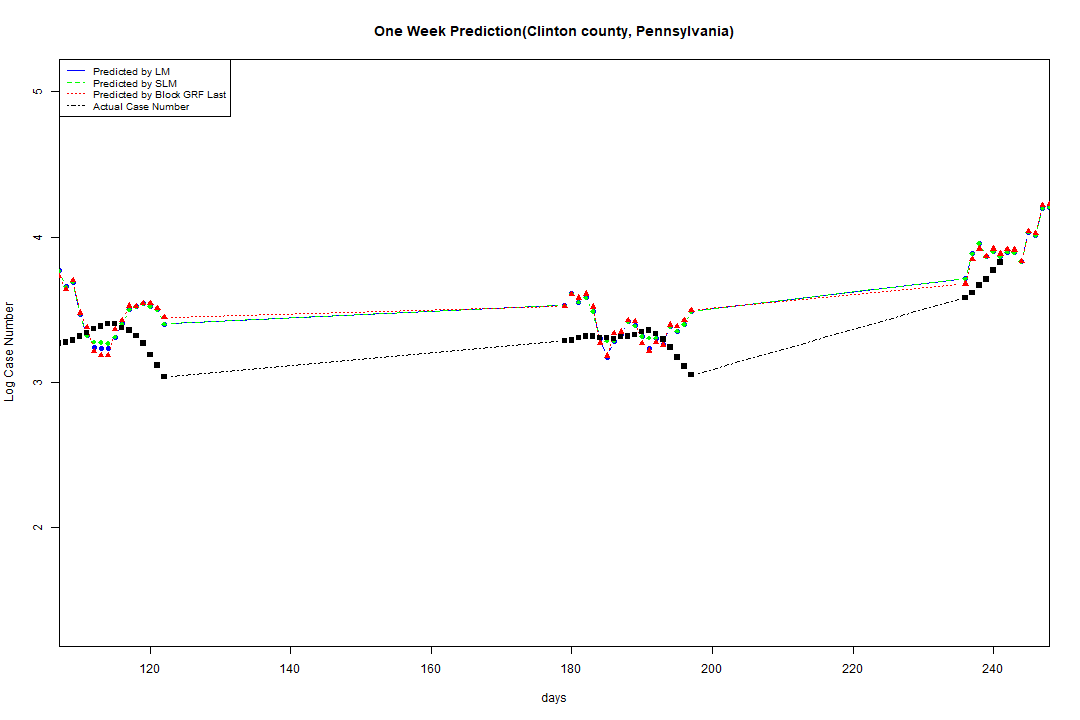 One Week Prediction(Clinton county, Pennsylvania)
Predicted by LM
Predicted by SLM
Predicted by Block GRF Last
Actual Case Number
5
4
3
2
Log Case Number
120 140 160 180 200 220 240
days